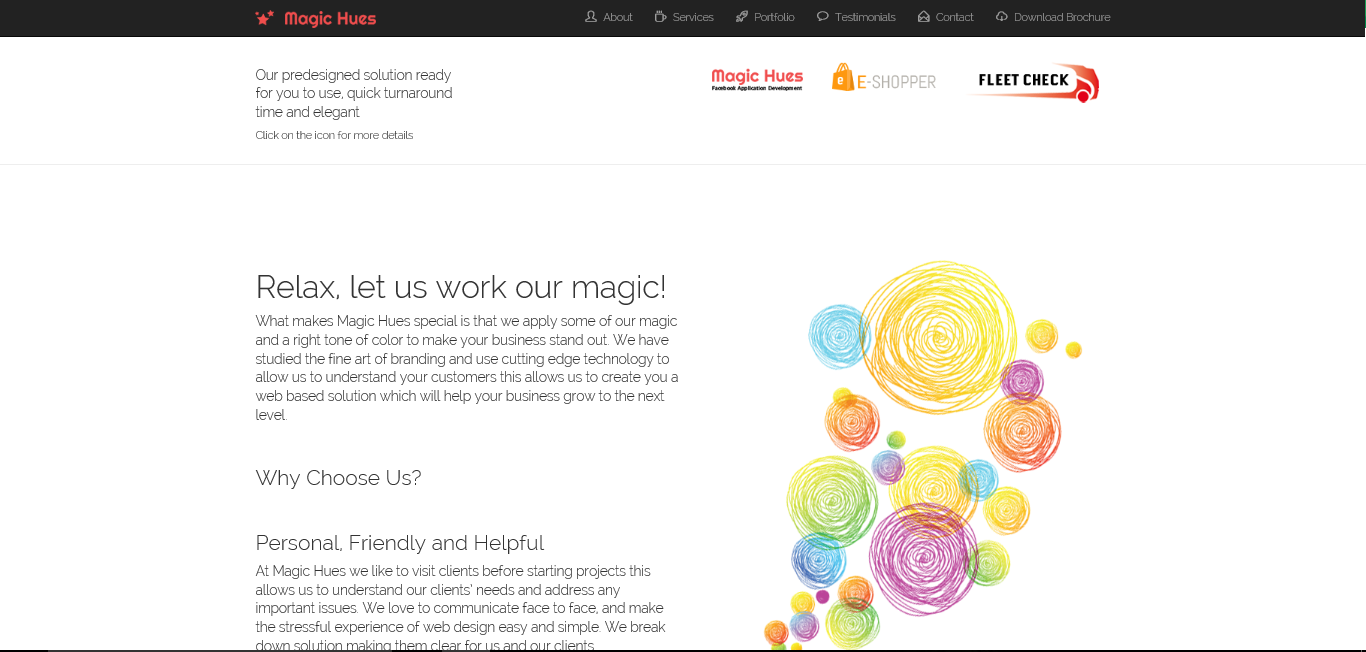 Magic Hues
About Services Portfolio Testimonials Contact Download Brochure
Our predesigned solution ready
for you to use, quick turnaround
time and elegant
Click on the icon for more details
Magic Hues
Facebook Application Development
e E-SHOPPER
FLEET CHECK
Relax, let us work our magic!
What makes Magic Hues special is that we apply some of our magic
and a right tone of color to make your business stand out. We have
studied the fine art of branding and use cutting edge technology to
allow us to understand your customers this allows us to create you a
web based solution which will help your business grow to the next
level.
Why Choose Us?
Personal, Friendly and Helpful
At Magic Hues we like to visit clients before starting projects this
allows us to understand our clients' needs and address any
important issues. We love to communicate face to face, and make
the stressful experience of web design easy and simple. We break
down solution making them clear for us and our clients.